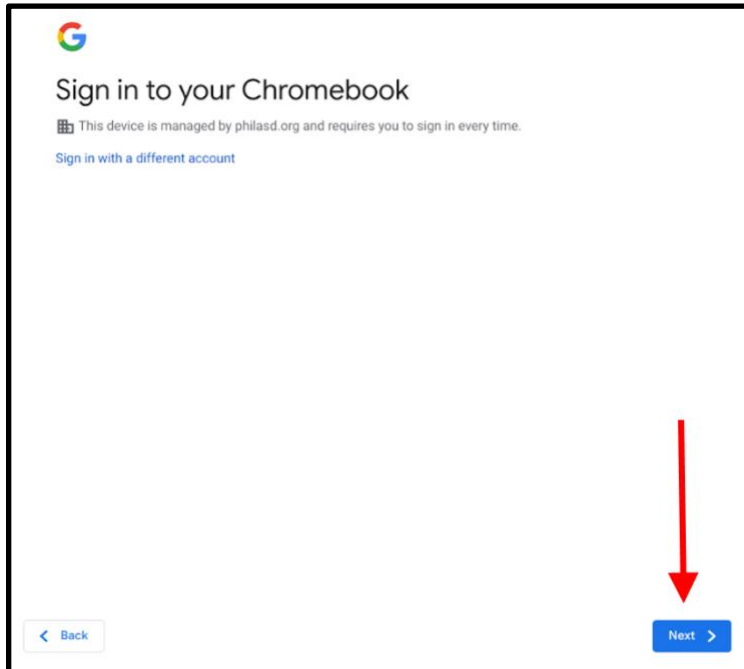 Sign in to your Chromebook
This device is managed by philasd.org and requires you to sign in every time.
Sign in with a different account
Back
Next